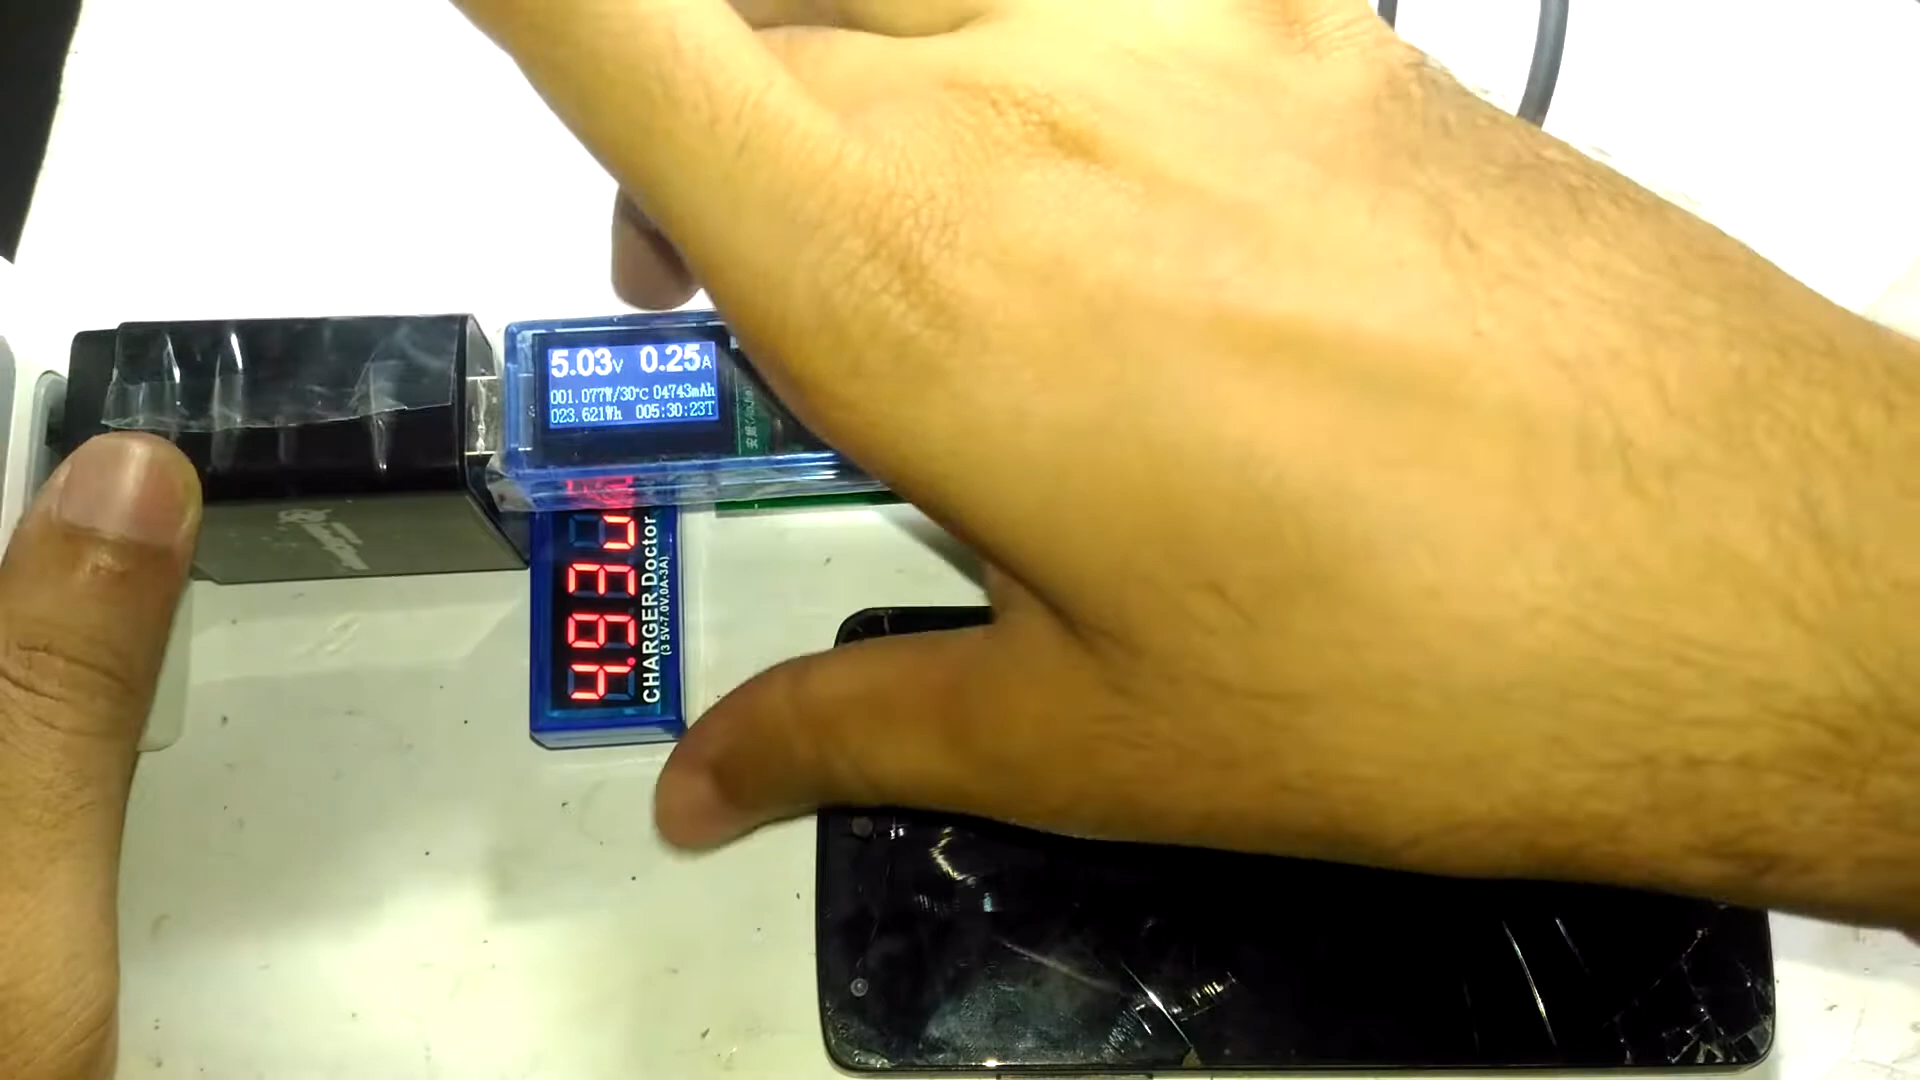 5.03V 0.25A
001.077W/30℃ 04743mAh
023.621Wh 005:30:23T
4.93
CHARGER Doctor
(3.5V-7.0V,0A-3A)